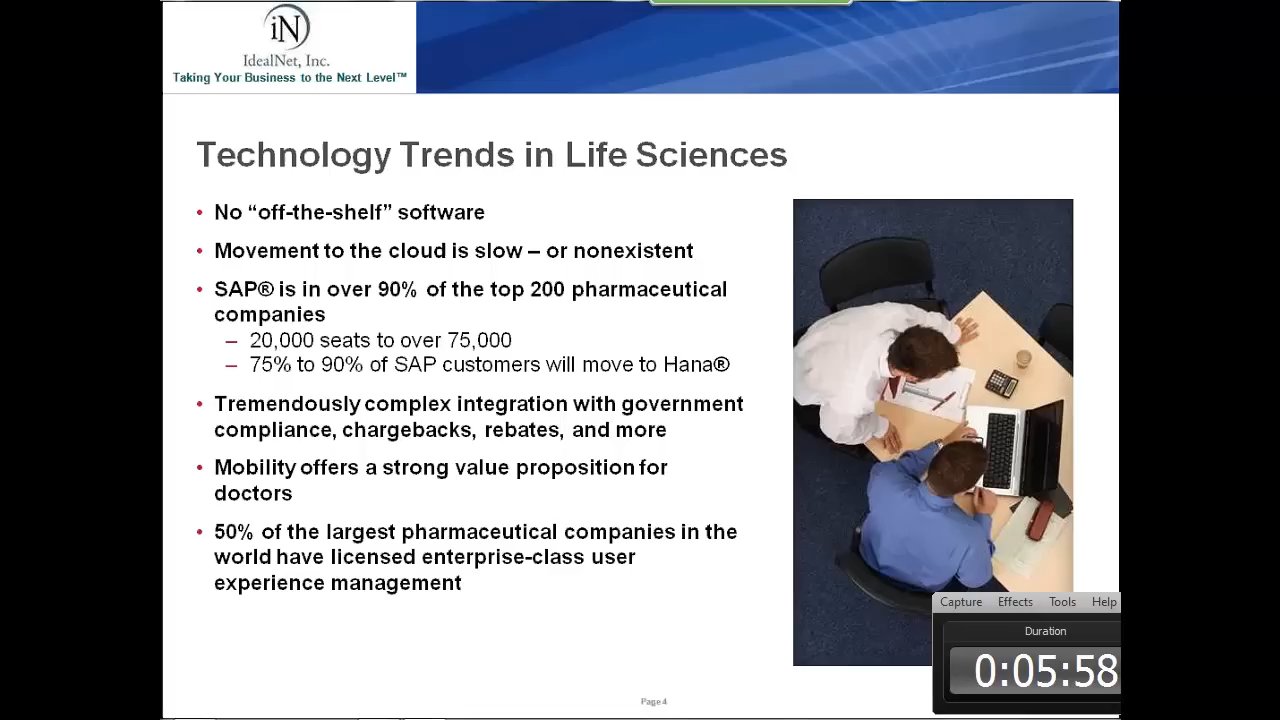 iN
IdealNet, Inc.
Taking Your Business to the Next Level™
Technology Trends in Life Sciences
• No “off-the-shelf” software
• Movement to the cloud is slow – or nonexistent
• SAP® is in over 90% of the top 200 pharmaceutical
companies
– 20,000 seats to over 75,000
– 75% to 90% of SAP customers will move to Hana®
• Tremendously complex integration with government
compliance, chargebacks, rebates, and more
• Mobility offers a strong value proposition for
doctors
• 50% of the largest pharmaceutical companies in the
world have licensed enterprise-class user
experience management
Capture Effects Tools Help
Duration
0:05:58
Page 4